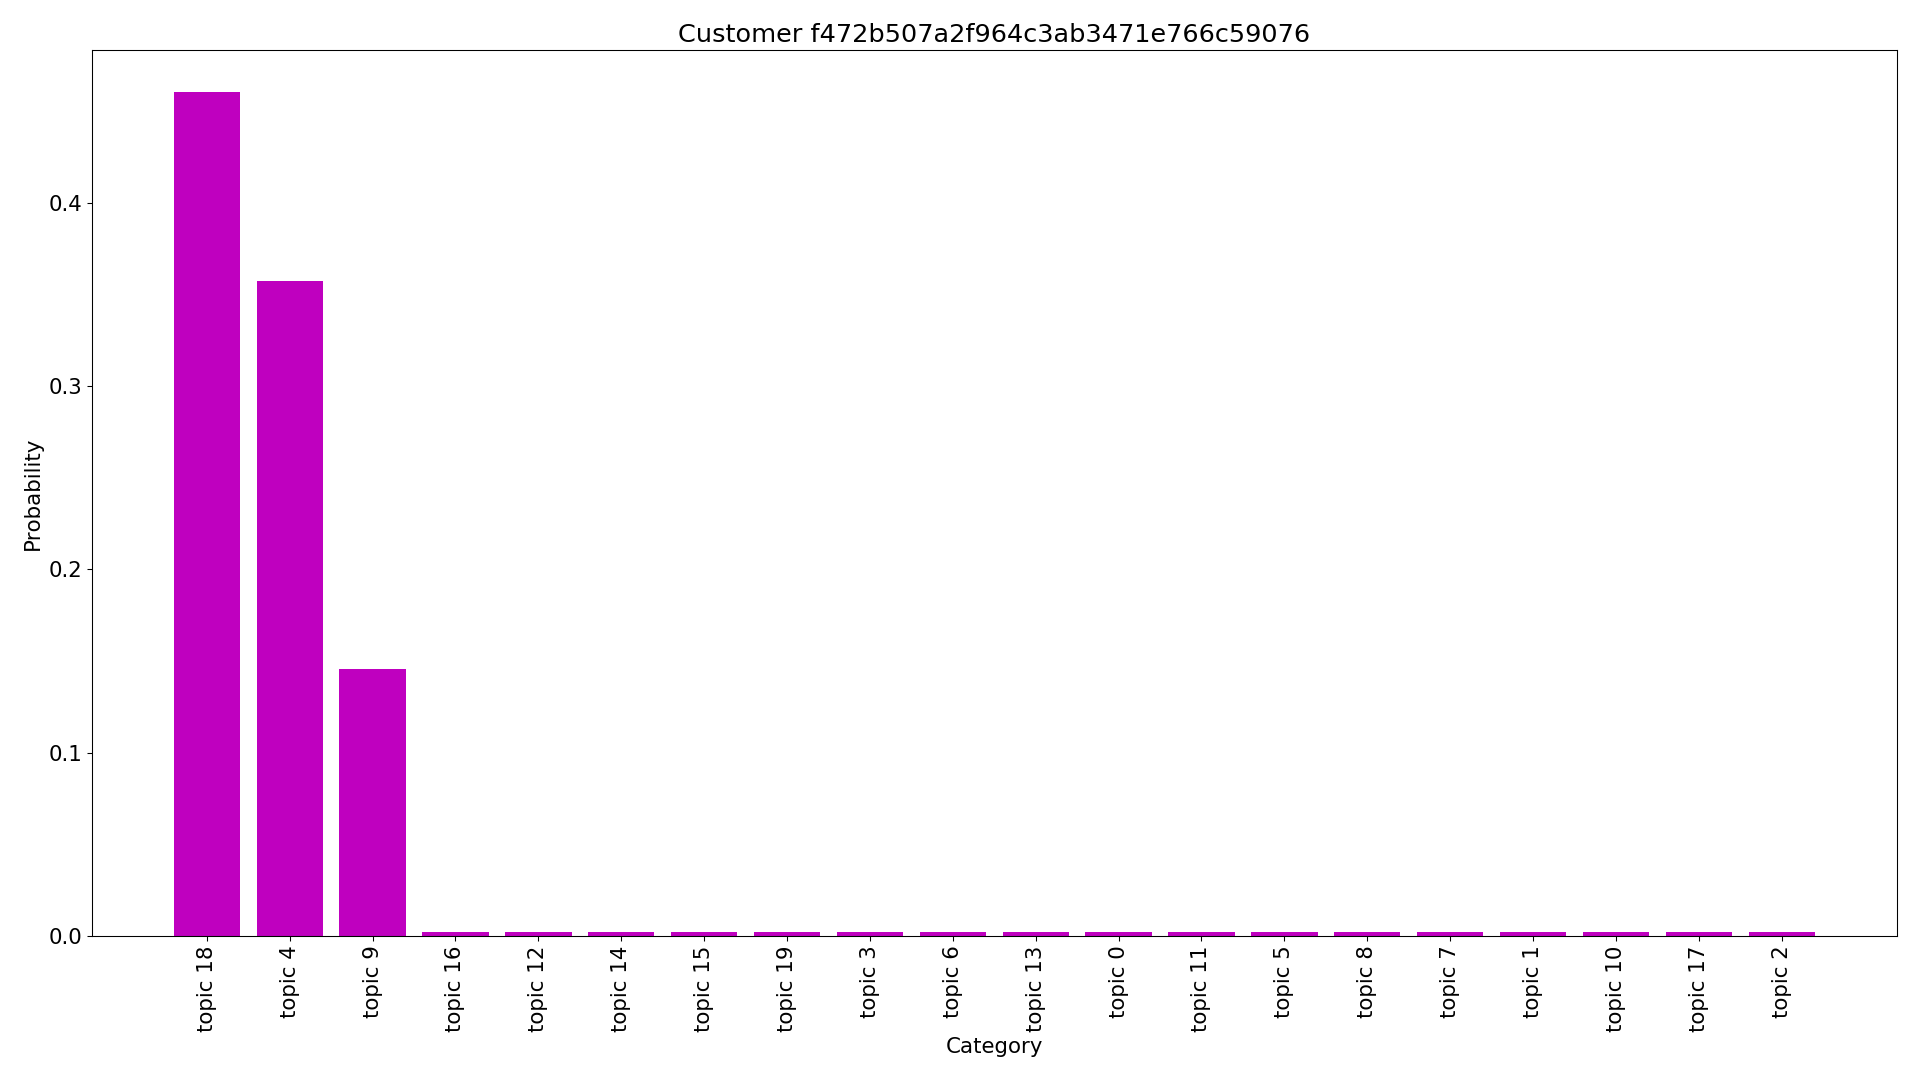 Customer f472b507a2f964c3ab3471e766c59076
Probability
0.4
0.3
0.2
0.1
0.0
topic 18
topic 4
topic 9
topic 16
topic 12
topic 14
topic 15
topic 19
topic 3
topic 6
topic 13
topic 0
topic 11
topic 5
topic 8
topic 7
topic 1
topic 10
topic 17
topic 2
Category